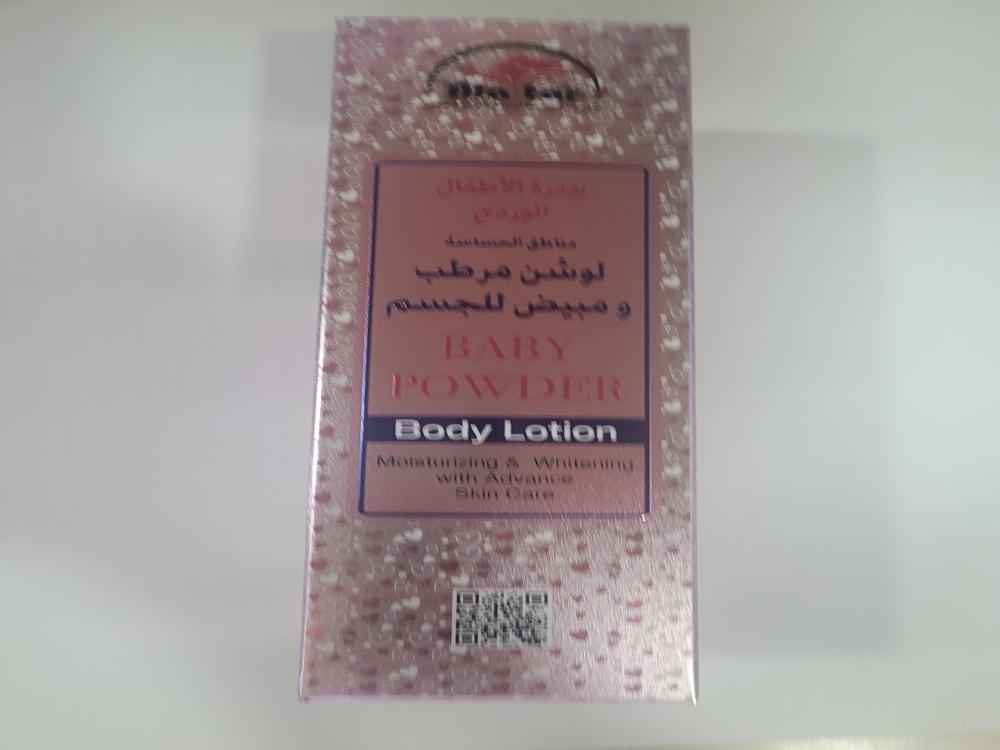 بودرة الأطفال
الوردي
مناطق الحساسة
لوشن مرطب
و مبيض للجسم
BABY
POWDER
Body Lotion
Moisturizing & Whitening
with Advance
Skin Care